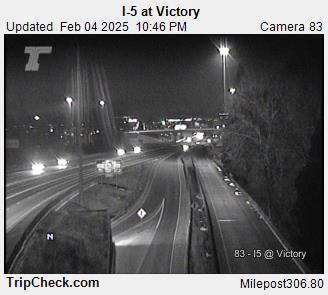 I-5 at Victory
Updated  Feb 04 2025  10:46 PM
Camera 83
T
N
83 - I5 @ Victory
TripCheck.com
Milepost306.80